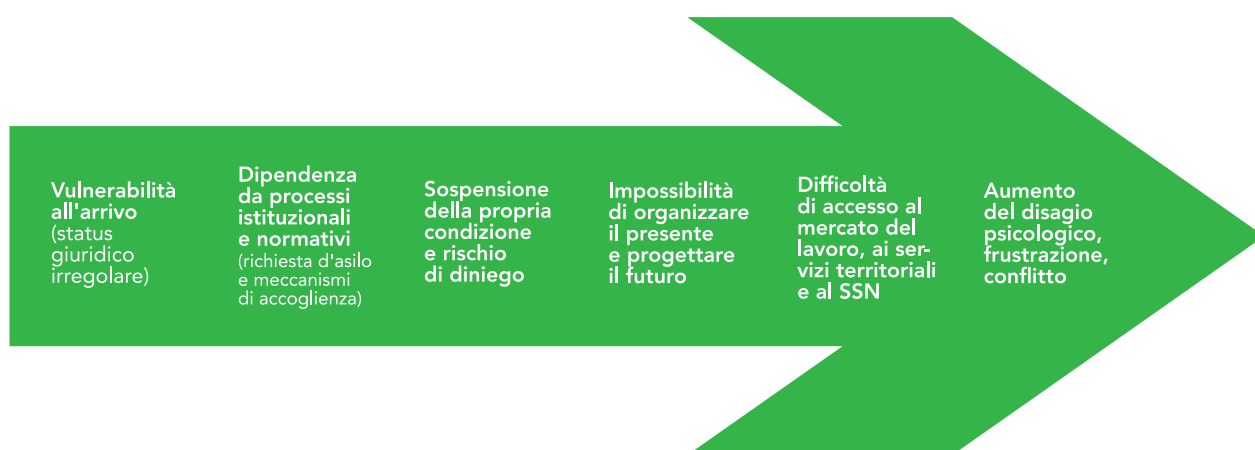 Vulnerabilità
all'arrivo
(status
giuridico
irregolare)
Dipendenza
da processi
istituzionali
e normativi
(richiesta d'asilo
e meccanismi
di accoglienza)
Sospensione
della propria
condizione
e rischio
di diniego
Impossibilità
di organizzare
il presente
e progettare
il futuro
Difficoltà
di accesso al
mercato del
lavoro, ai ser-
vizi territoriali
e al SSN
Aumento
del disagio
psicologico,
frustrazione,
conflitto